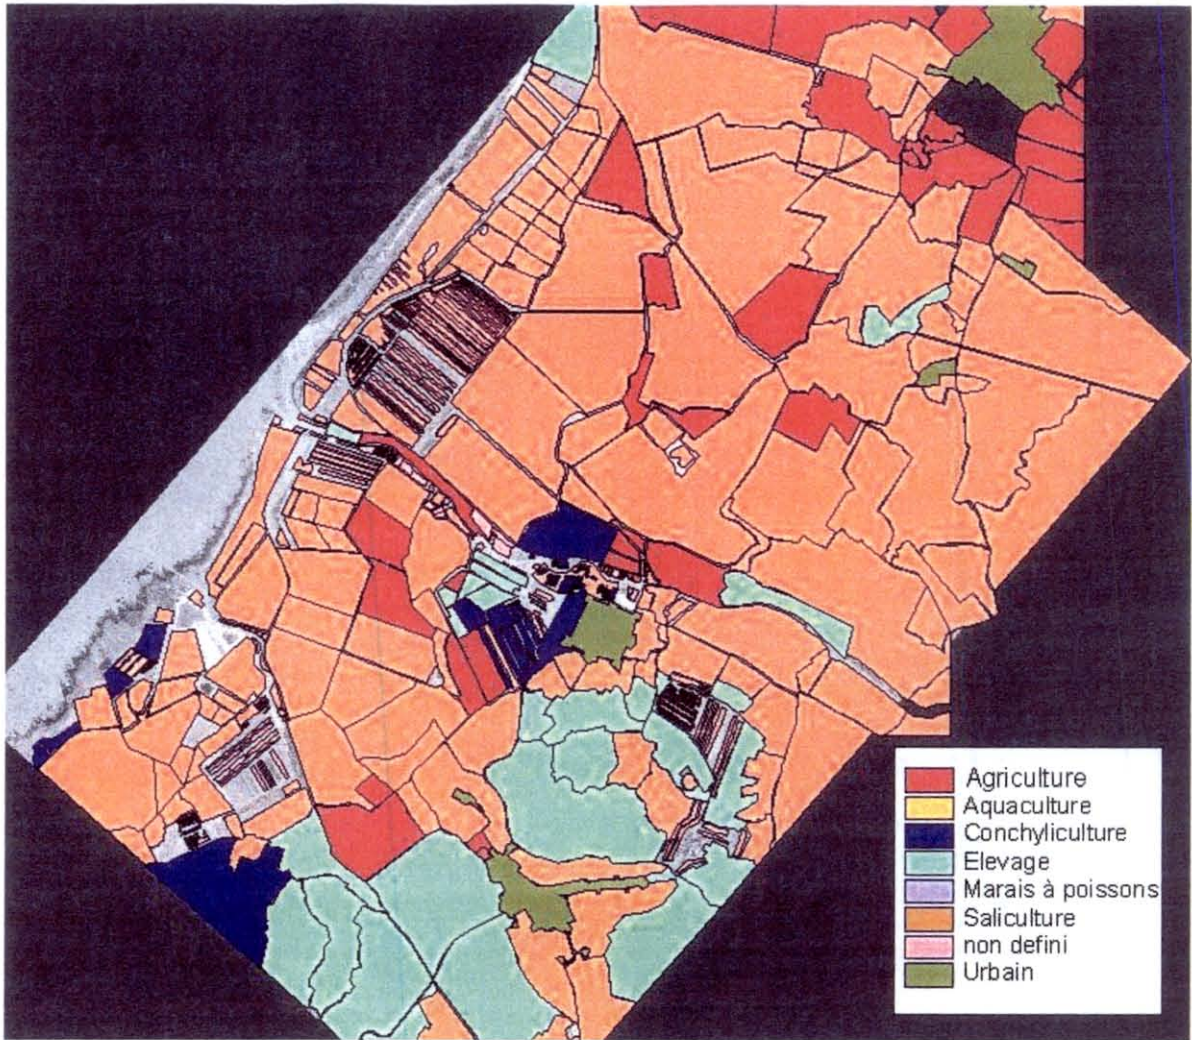 Agriculture
Aquaculture
Conchyliculture
Elevage
Marais à poissons
Saliculture
non defini
Urbain